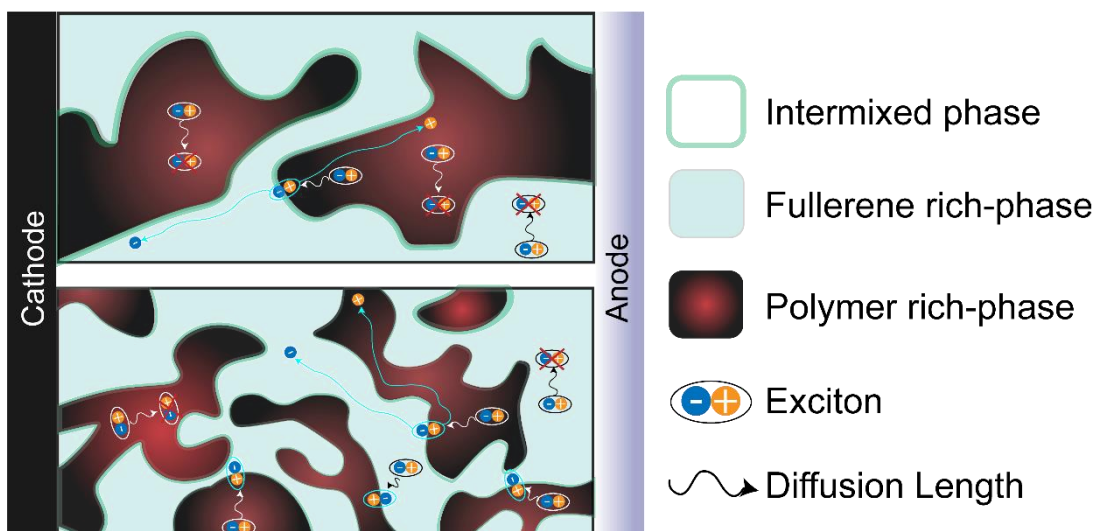 Cathode
Anode
Intermixed phase
Fullerene rich-phase
Polymer rich-phase
Exciton
Diffusion Length